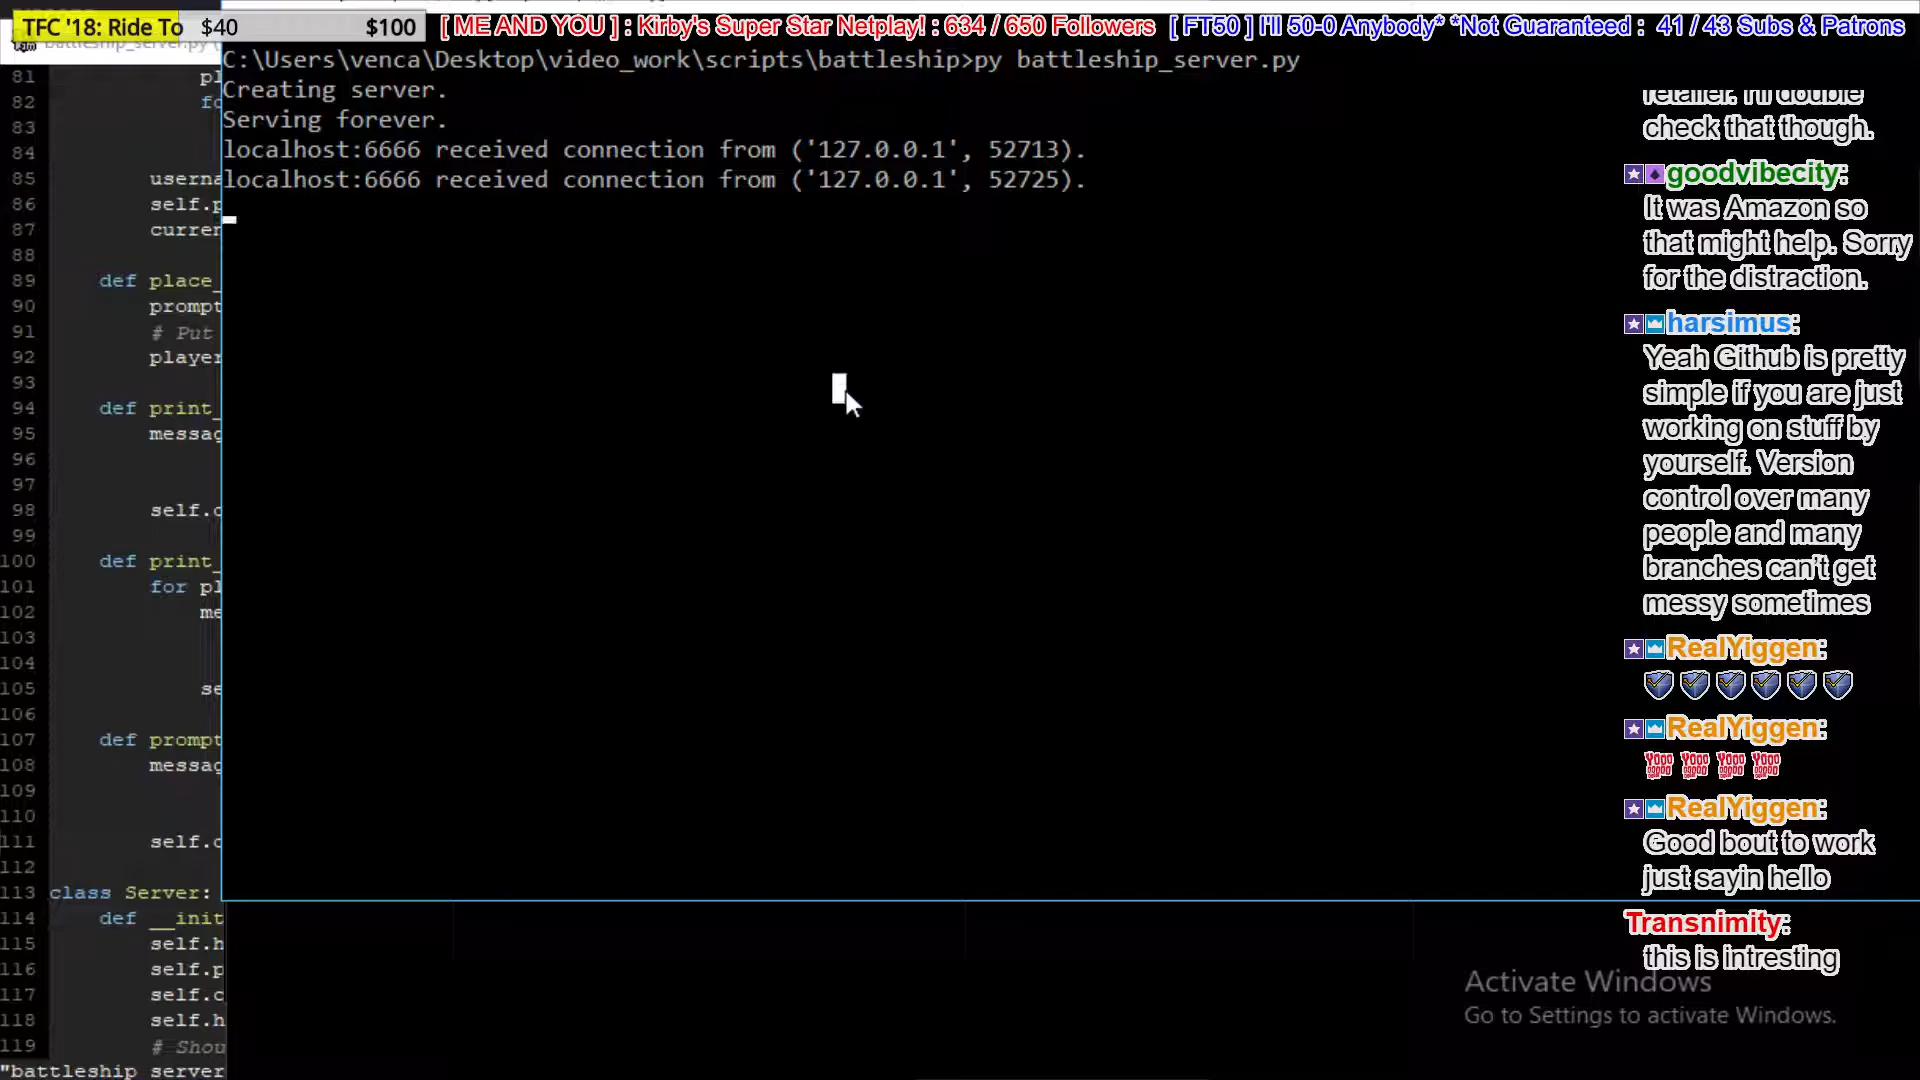 TFC '18: Ride To $40 $100 [ ME AND YOU ] : Kirby's Super Star Netplay! : 634 / 650 Followers [ FT50 ] I'll 50-0 Anybody* *Not Guaranteed : 41 / 43 Subs & Patrons
C:\Users\venca\Desktop\video_work\scripts\battleship>py battleship_server.py
Creating server.
Serving forever.
localhost:6666 received connection from ('127.0.0.1', 52713).
localhost:6666 received connection from ('127.0.0.1', 52725).
81 pl
82 fo
83
84
85 userna
86 self.p
87 curren
88
89 def place_
90 prompt
91 # Put
92 player
93
94 def print_
95 messag
96
97
98 self.c
99
100 def print_
101 for pl
102 me
103
104
105 se
106
107 def prompt
108 messag
109
110
111 self.c
112
113 class Server:
114 def __init
115 self.h
116 self.p
117 self.c
118 self.h
119 # Shou
"battleship server
retailer. I'll double
check that though.
goodvibecity:
It was Amazon so
that might help. Sorry
for the distraction.
harsimus:
Yeah Github is pretty
simple if you are just
working on stuff by
yourself. Version
control over many
people and many
branches can't get
messy sometimes
RealYiggen:
RealYiggen:
RealYiggen:
Good bout to work
just sayin hello
Transnimity:
this is intresting
Activate Windows
Go to Settings to activate Windows.